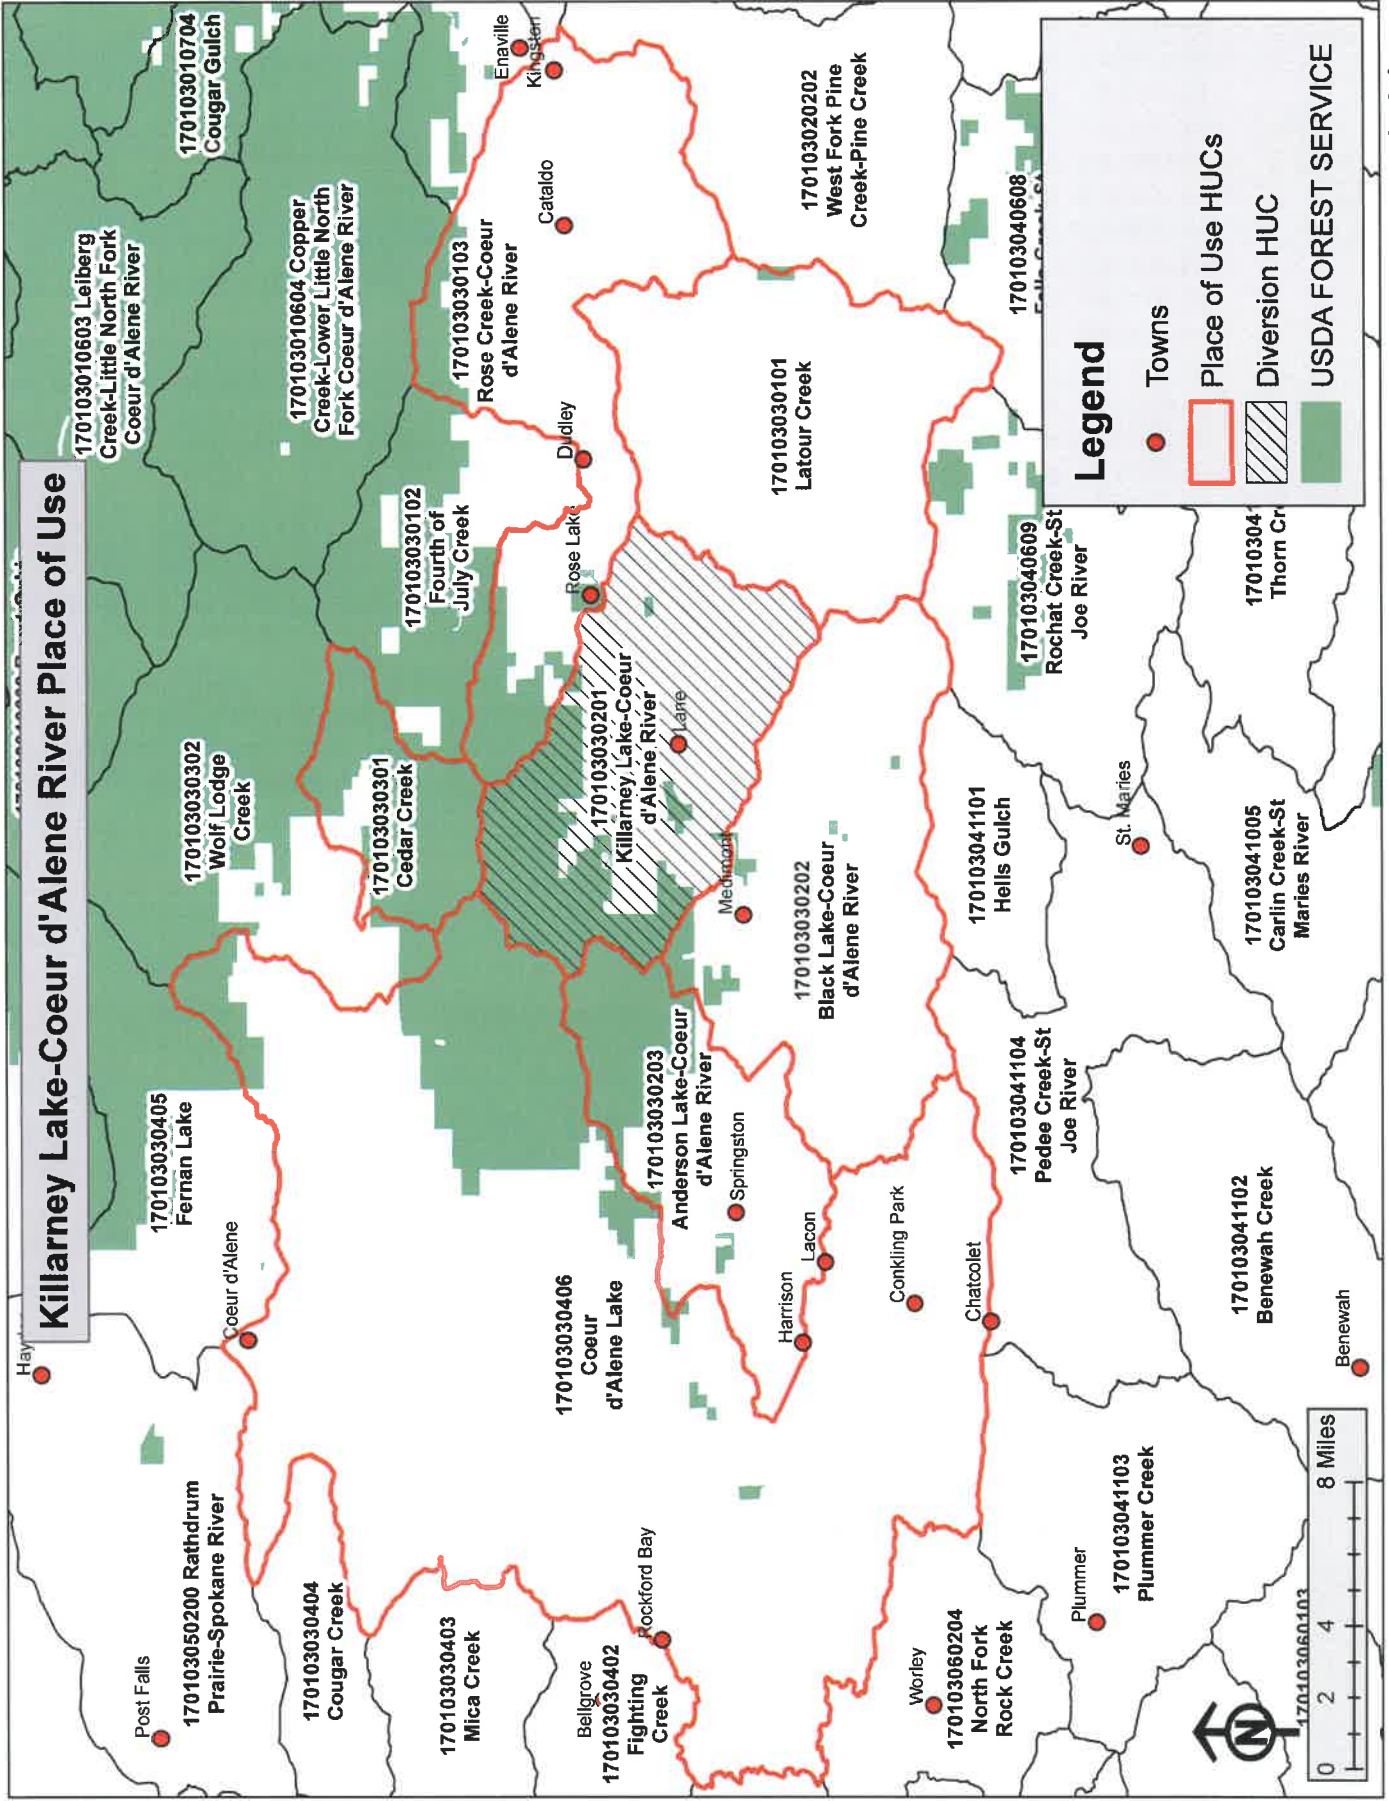 Killarney Lake-Coeur d'Alene River Place of Use
170103010603 Leiberg
Creek-Little North Fork
Coeur d'Alene River
170103010704
Cougar Gulch
170103010604 Copper
Creek-Lower Little North
Fork Coeur d'Alene River
170103030302
Wolf Lodge
Creek
170103030405
Fernan Lake
Coeur d'Alene
Post Falls
170103050200 Rathdrum
Prairie-Spokane River
170103030404
Cougar Creek
170103030403
Mica Creek
Bellgrove
170103030402
Fighting
Creek
Rockford Bay
170103030406
Coeur
d'Alene Lake
170103030301
Cedar Creek
170103030102
Fourth of
July Creek
170103030103
Rose Creek-Coeur
d'Alene River
Enaville
Kingston
Cataldo
Dudley
Rose Lake
170103030201
Killarney Lake-Coeur
d'Alene River
Lane
Medimont
170103030203
Anderson Lake-Coeur
d'Alene River
Springston
Harrison
Lacon
Conkling Park
Chatcolet
170103030202
Black Lake-Coeur
d'Alene River
170103030101
Latour Creek
170103020202
West Fork Pine
Creek-Pine Creek
170103040608
170103040609
Rochat Creek-St
Joe River
170103041101
Hells Gulch
St. Maries
170103041104
Pedee Creek-St
Joe River
170103041005
Carlin Creek-St
Maries River
17010304
Thorn Cr
170103041102
Benewah Creek
Benewah
170103041103
Plummer Creek
Plummer
Worley
170103060204
North Fork
Rock Creek
170103060103
N
0 2 4 8 Miles
Legend
Towns
Place of Use HUCs
Diversion HUC
USDA FOREST SERVICE